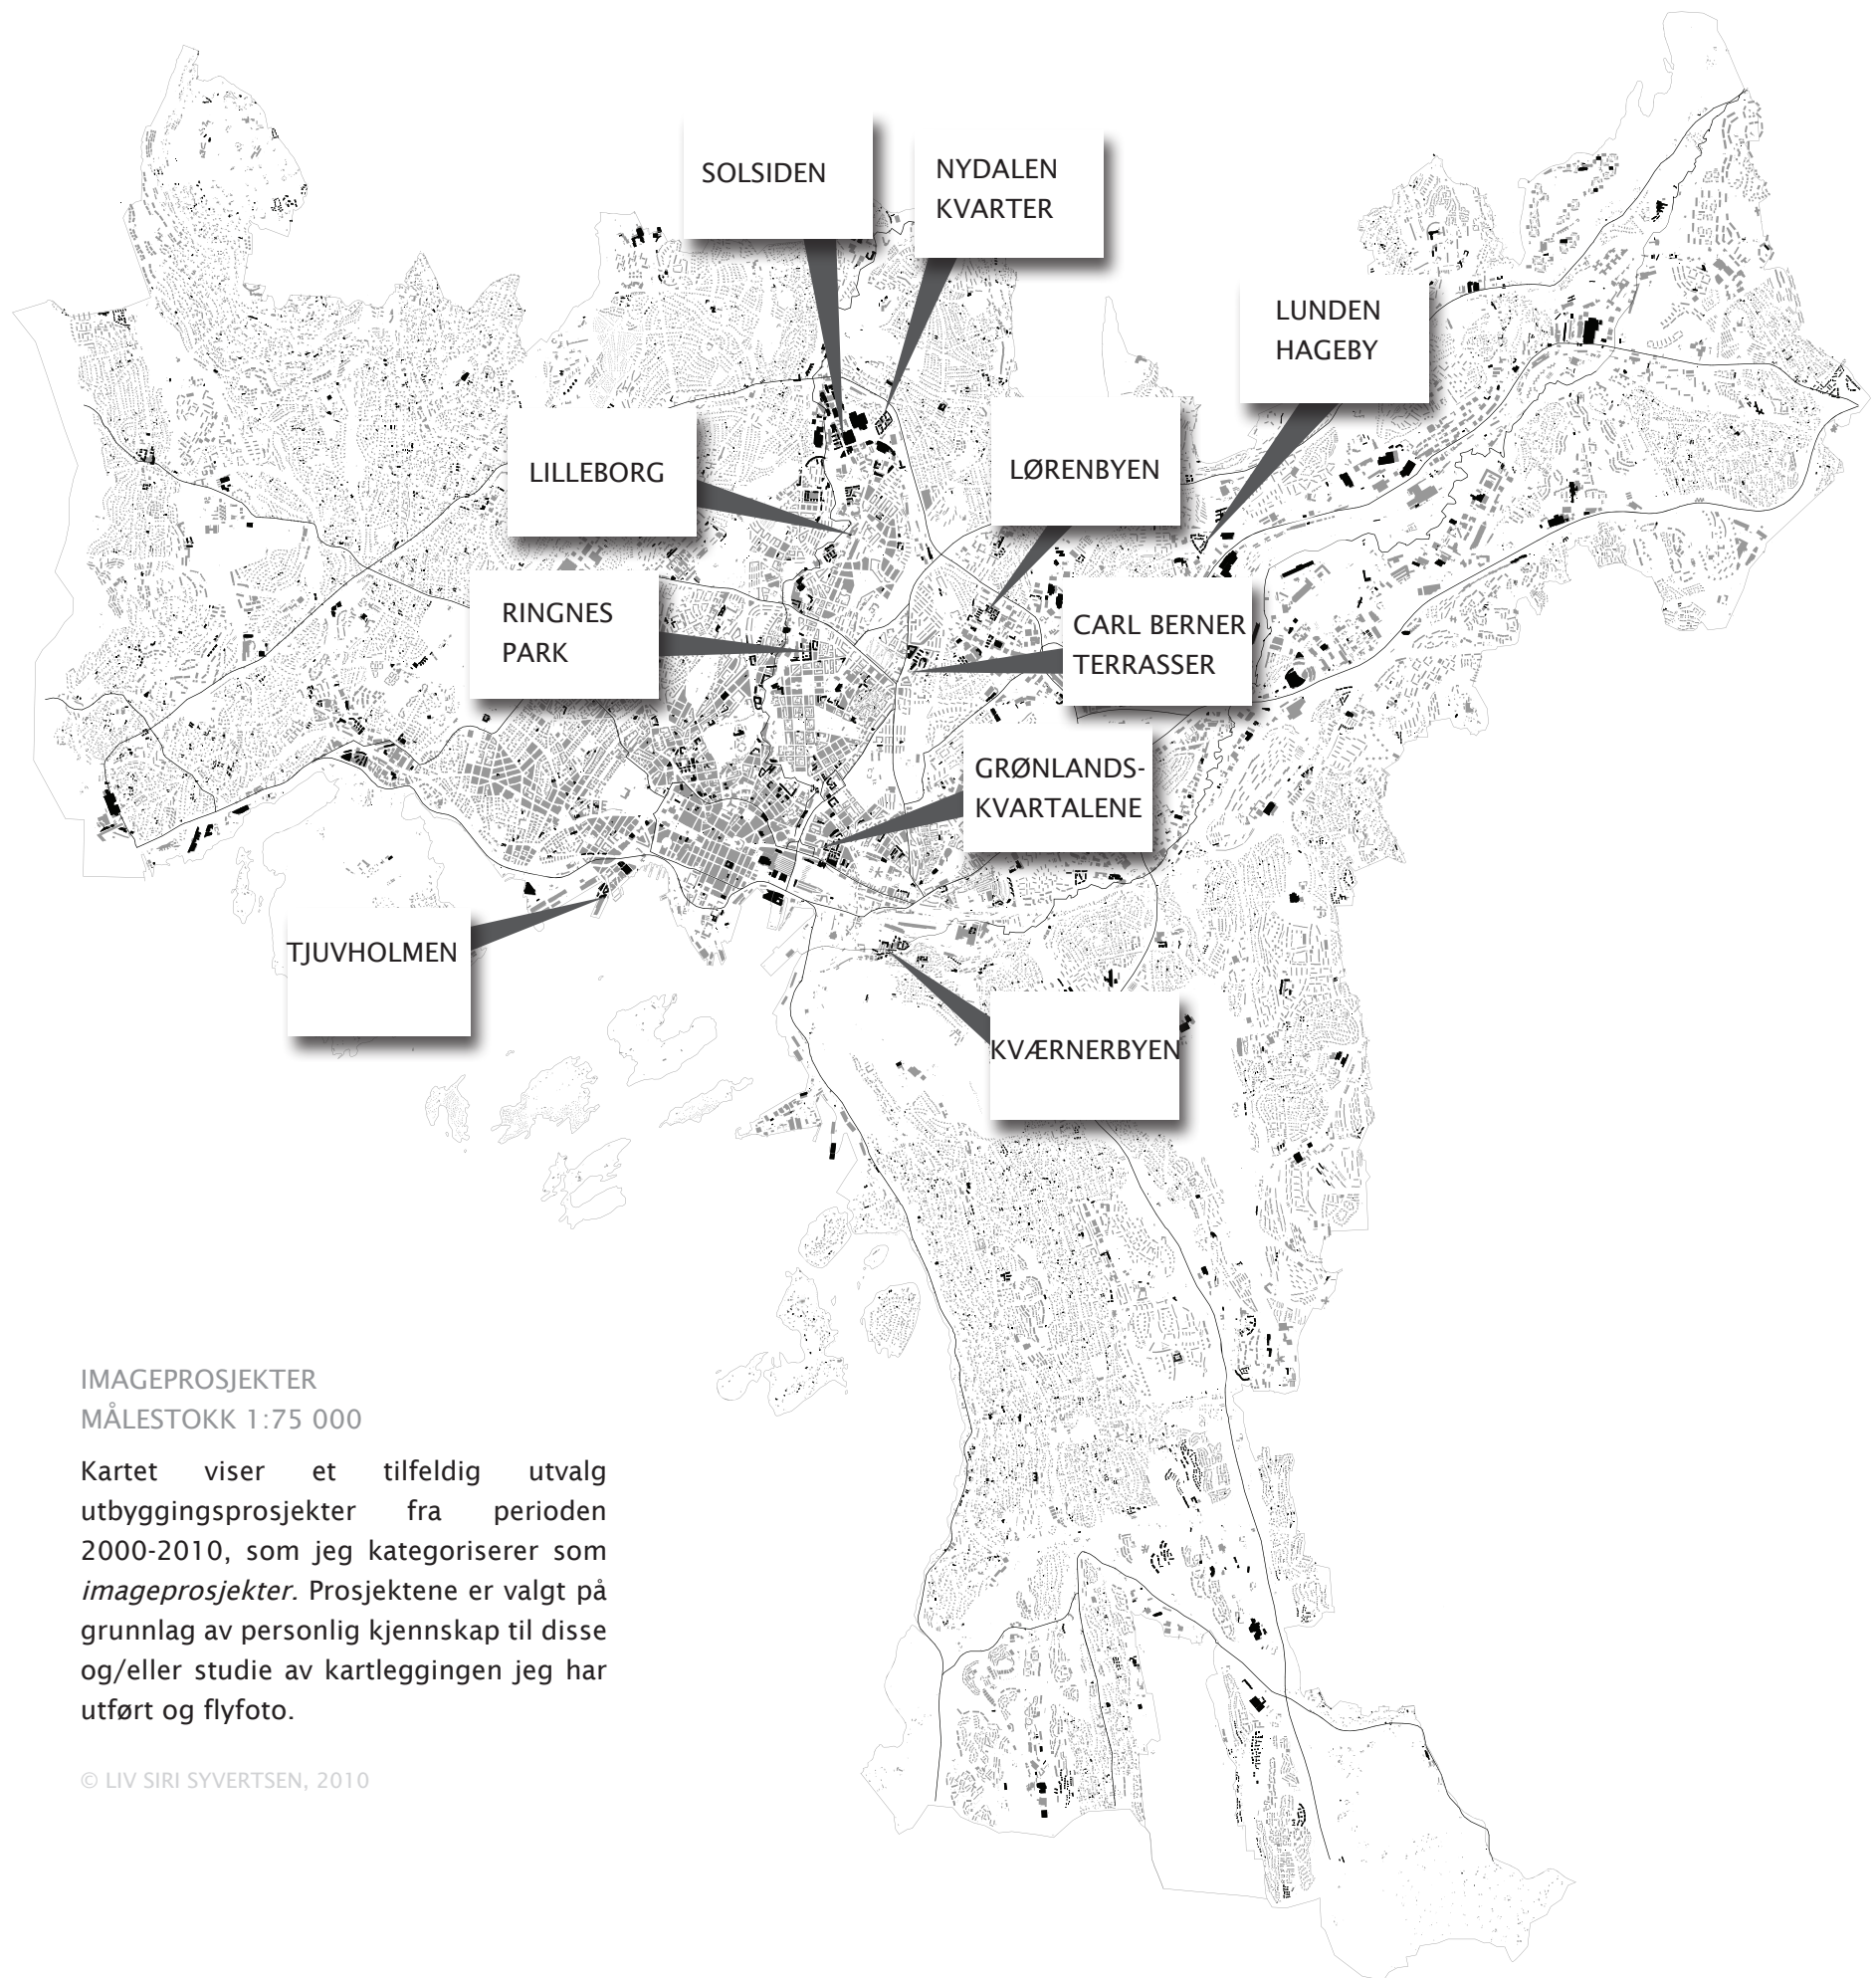 SOLSIDEN
NYDALEN
KVARTER
LUNDEN
HAGEBY
LILLEBORG
LØRENBYEN
RINGNES
PARK
CARL BERNER
TERRASSER
GRØNLANDS-
KVARTALENE
TJUVHOLMEN
KVÆRNERBYEN
IMAGEPROSJEKTER
MÅLESTOKK 1:75 000
Kartet viser et tilfeldig utvalg
utbyggingsprosjekter fra perioden
2000-2010, som jeg kategoriserer som
imageprosjekter. Prosjektene er valgt på
grunnlag av personlig kjennskap til disse
og/eller studie av kartleggingen jeg har
utført og flyfoto.
© LIV SIRI SYVERTSEN, 2010